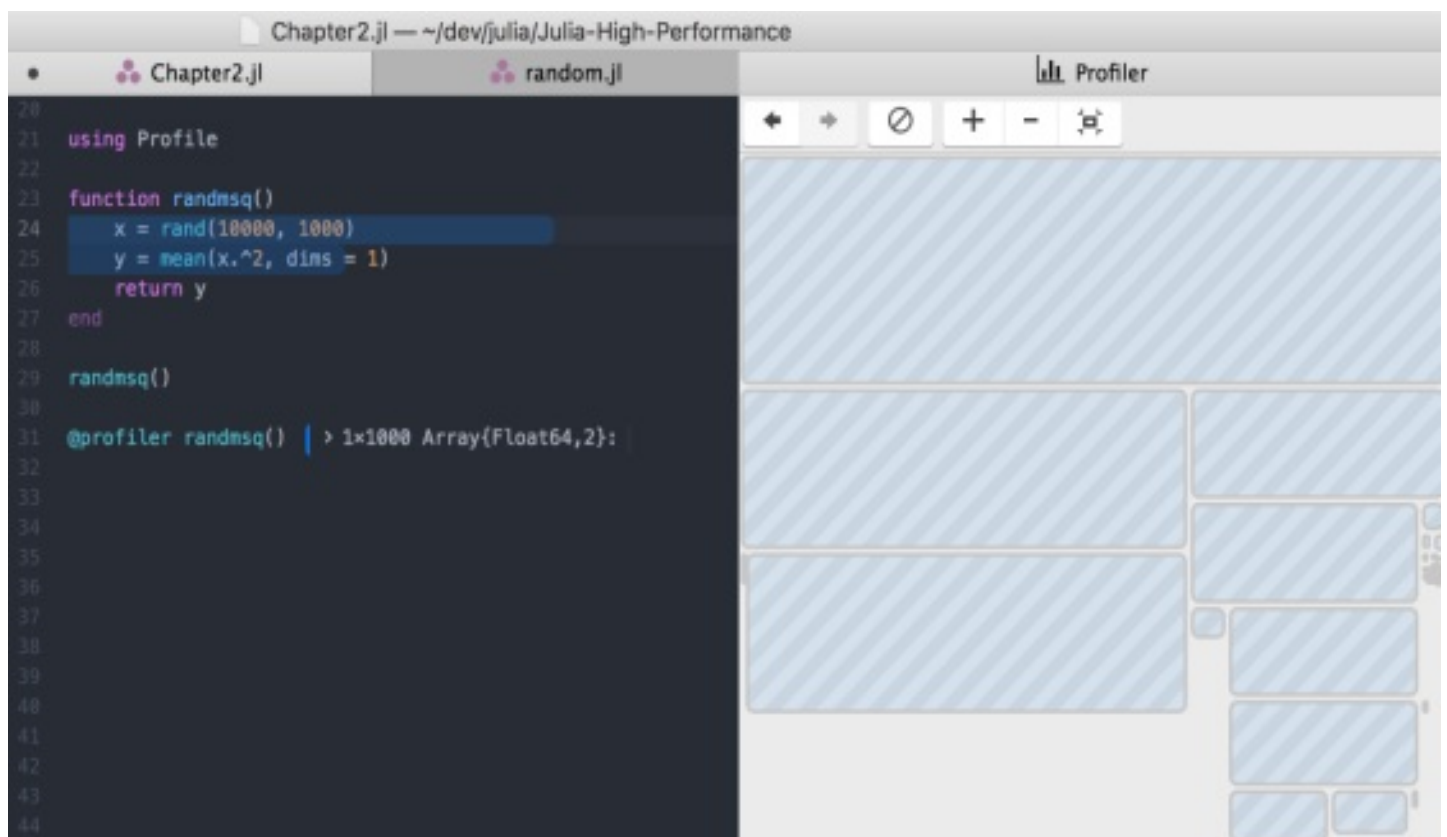 Chapter2.jl — ~/dev/julia/Julia-High-Performance
Chapter2.jl
random.jl
Profiler
20
21 using Profile
22
23 function randmsq()
24 x = rand(10000, 1000)
25 y = mean(x.^2, dims = 1)
26 return y
27 end
28
29 randmsq()
30
31 @profiler randmsq() > 1×1000 Array{Float64,2}:
32
33
34
35
36
37
38
39
40
41
42
43
44